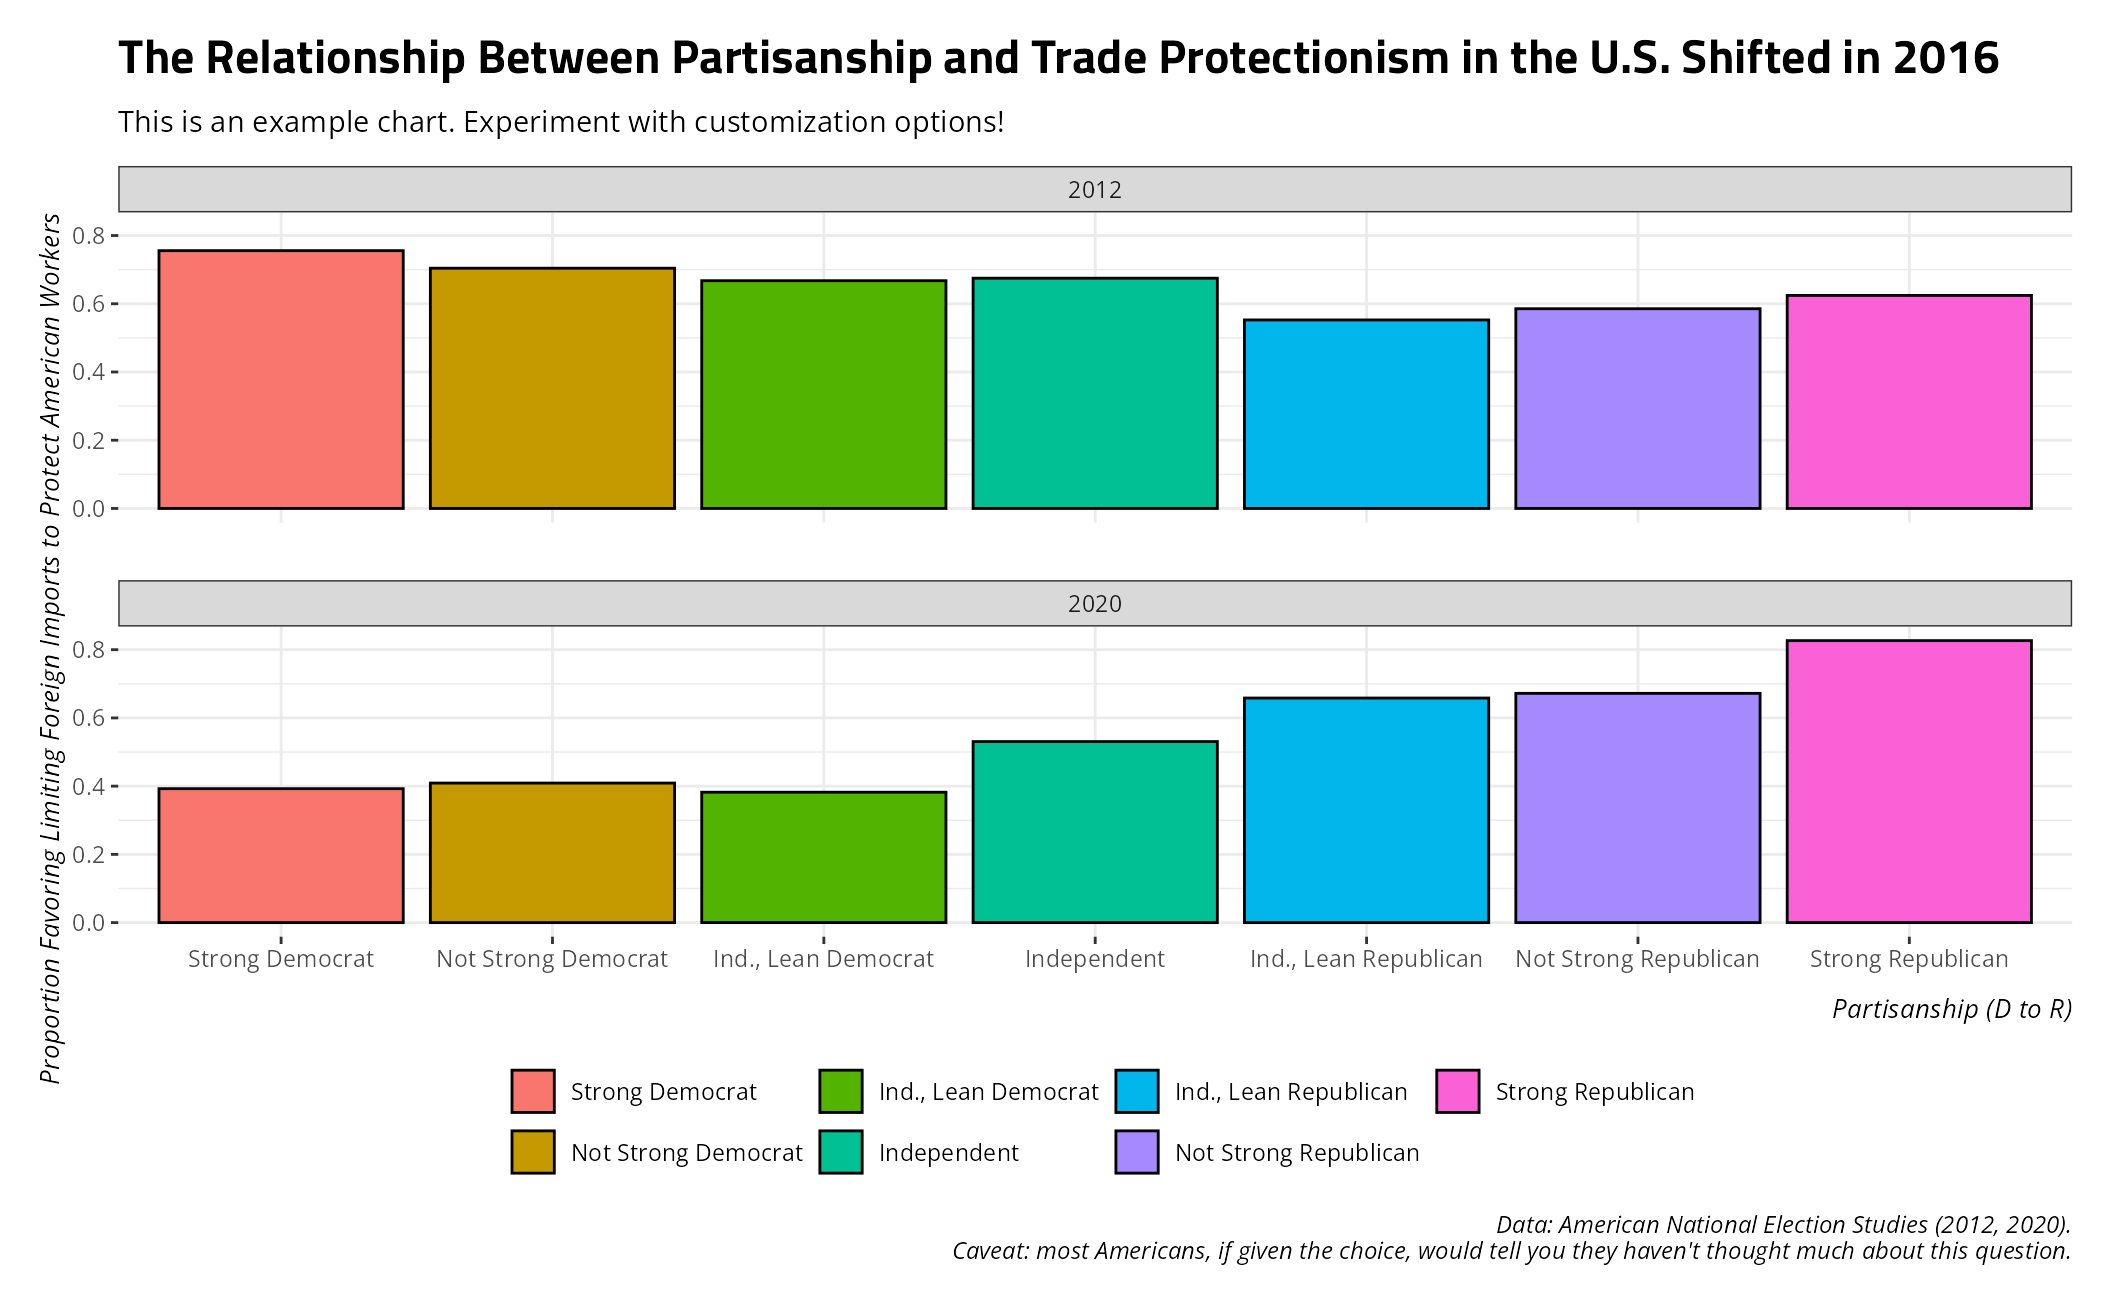 The Relationship Between Partisanship and Trade Protectionism in the U.S. Shifted in 2016
This is an example chart. Experiment with customization options!
Proportion Favoring Limiting Foreign Imports to Protect American Workers
2012
0.8
0.6
0.4
0.2
0.0
2020
0.8
0.6
0.4
0.2
0.0
Strong Democrat Not Strong Democrat Ind., Lean Democrat Independent Ind., Lean Republican Not Strong Republican Strong Republican
Partisanship (D to R)
Strong Democrat Ind., Lean Democrat Ind., Lean Republican Strong Republican
Not Strong Democrat Independent Not Strong Republican
Data: American National Election Studies (2012, 2020).
Caveat: most Americans, if given the choice, would tell you they haven't thought much about this question.